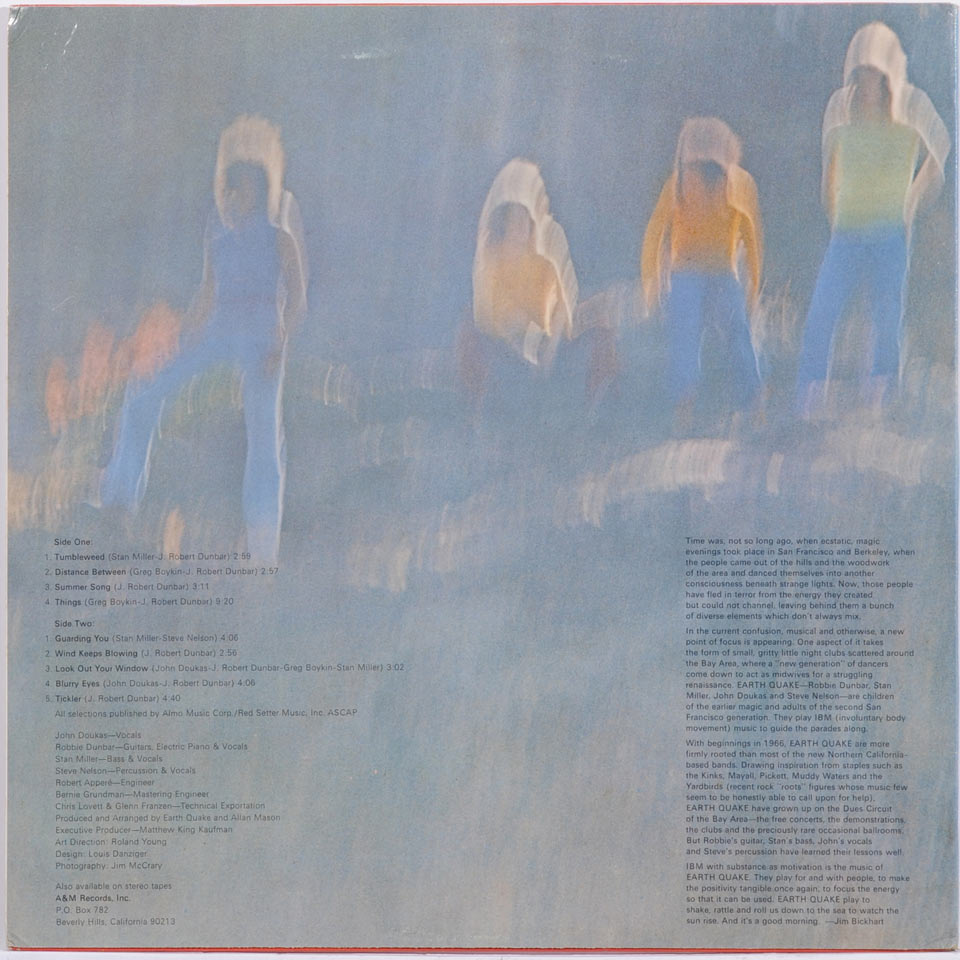 Side One:
1. Tumbleweed (Stan Miller-J. Robert Dunbar) 2:58
2. Distance Between (Greg Boykin-J. Robert Dunbar) 2:57
3. Summer Song (J. Robert Dunbar) 3:11
4. Things (Greg Boykin-J. Robert Dunbar) 9:20
Side Two:
1. Guarding You (Stan Miller-Steve Nelson) 4:06
2. Wind Keeps Blowing (J. Robert Dunbar) 2:56
3. Look Out Your Window (John Doukas-J. Robert Dunbar-Greg Boykin-Stan Miller) 3:02
4. Blurry Eyes (John Doukas-J. Robert Dunbar) 4:06
5. Tickler (J. Robert Dunbar) 4:40
All selections published by Almo Music Corp./Red Setter Music, Inc. ASCAP
John Doukas—Vocals
Robbie Dunbar—Guitars, Electric Piano & Vocals
Stan Miller—Bass & Vocals
Steve Nelson—Percussion & Vocals
Robert Apperé—Engineer
Bernie Grundman—Mastering Engineer
Chris Lovett & Glenn Franzen—Technical Exportation
Produced and Arranged by Earth Quake and Allan Mason
Executive Producer—Matthew King Kaufman
Art Direction: Roland Young
Design: Louis Danziger
Photography: Jim McCrary
Also available on stereo tapes
A&M Records, Inc.
P.O. Box 782
Beverly Hills, California 90213
Time was, not so long ago, when ecstatic, magic
evenings took place in San Francisco and Berkeley, when
the people came out of the hills and the woodwork
of the area and danced themselves into another
consciousness beneath strange lights. Now, those people
have fled in terror from the energy they created
but could not channel, leaving behind them a bunch
of diverse elements which don't always mix.
In the current confusion, musical and otherwise, a new
point of focus is appearing. One aspect of it takes
the form of small, gritty little night clubs scattered around
the Bay Area, where a "new generation" of dancers
come down to act as midwives for a struggling
renaissance. EARTH QUAKE—Robbie Dunbar, Stan
Miller, John Doukas and Steve Nelson—are children
of the earlier magic and adults of the second San
Francisco generation. They play IBM (involuntary body
movement) music to guide the parades along.
With beginnings in 1966, EARTH QUAKE are more
firmly rooted than most of the new Northern California-
based bands. Drawing inspiration from staples such as
the Kinks, Mayall, Pickett, Muddy Waters and the
Yardbirds (recent rock "roots" figures whose music few
seem to be honestly able to call upon for help),
EARTH QUAKE have grown up on the Dues Circuit
of the Bay Area—the free concerts, the demonstrations,
the clubs and the preciously rare occasional ballrooms.
But Robbie's guitar, Stan's bass, John's vocals
and Steve's percussion have learned their lessons well.
IBM with substance as motivation is the music of
EARTH QUAKE. They play for and with people, to make
the positivity tangible once again; to focus the energy
so that it can be used. EARTH QUAKE play to
shake, rattle and roll us down to the sea to watch the
sun rise. And it's a good morning. —Jim Bickhart